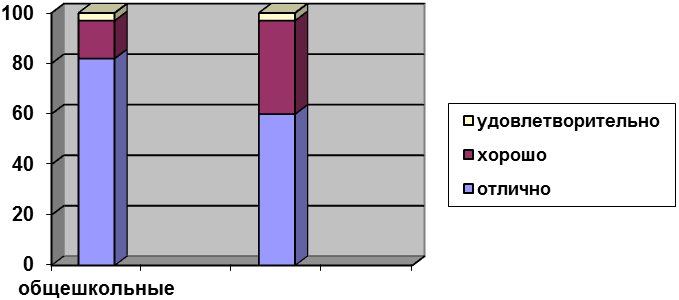 100
80
60
40
20
0
общешкольные
удовлетворительно
хорошо
отлично